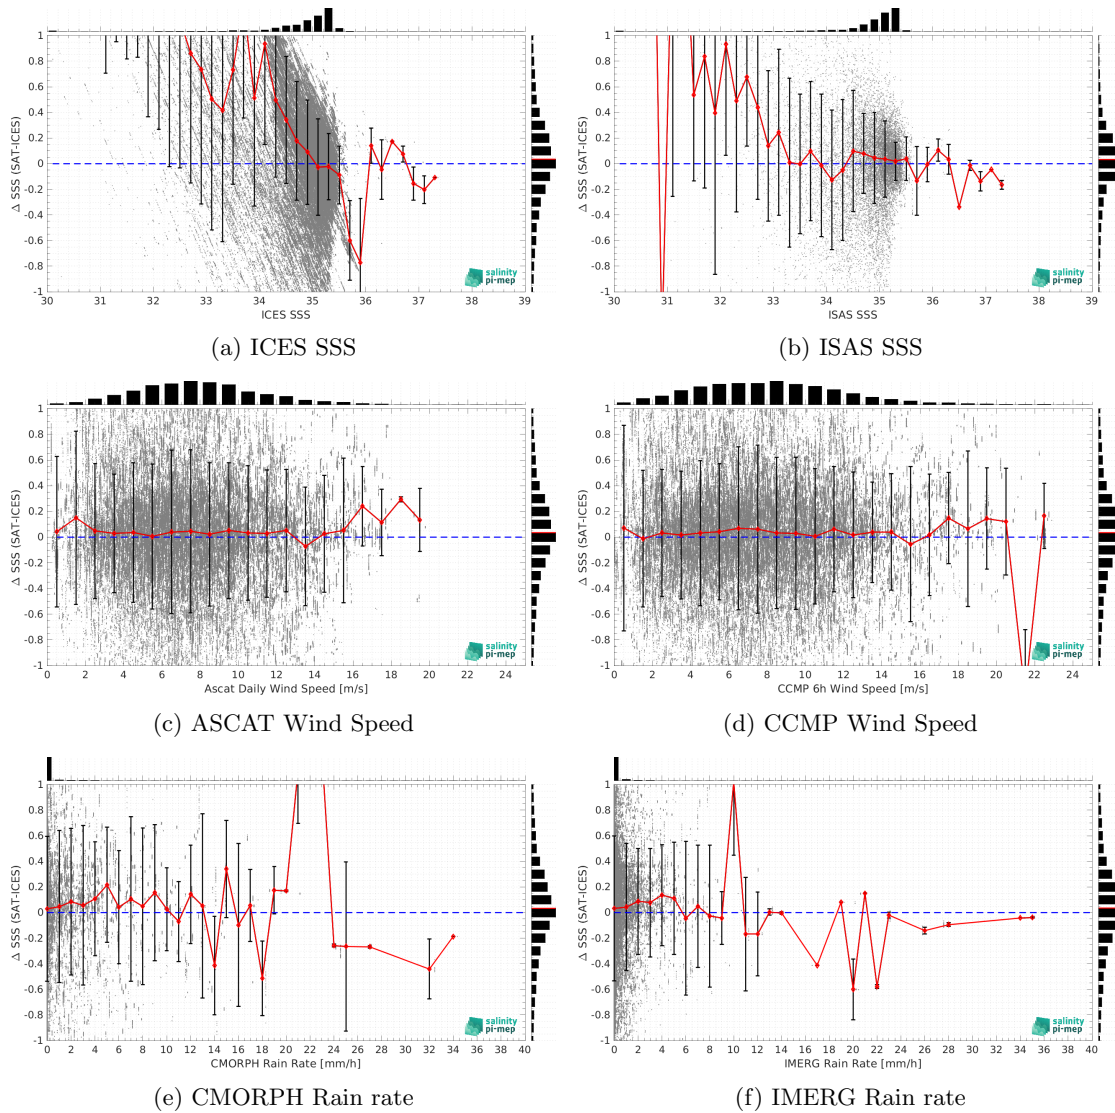 1
0.8
0.6
0.4
0.2
0
-0.2
-0.4
-0.6
-0.8
-1
Δ SSS (SAT-ICES)
30 31 32 33 34 35 36 37 38 39
ICES SSS
salinity
pi-mep
(a) ICES SSS
1
0.8
0.6
0.4
0.2
0
-0.2
-0.4
-0.6
-0.8
-1
Δ SSS (SAT-ICES)
30 31 32 33 34 35 36 37 38 39
ISAS SSS
salinity
pi-mep
(b) ISAS SSS
1
0.8
0.6
0.4
0.2
0
-0.2
-0.4
-0.6
-0.8
-1
Δ SSS (SAT-ICES)
0 2 4 6 8 10 12 14 16 18 20 22 24
Ascat Daily Wind Speed [m/s]
salinity
pi-mep
(c) ASCAT Wind Speed
1
0.8
0.6
0.4
0.2
0
-0.2
-0.4
-0.6
-0.8
-1
Δ SSS (SAT-ICES)
0 2 4 6 8 10 12 14 16 18 20 22 24
CCMP 6h Wind Speed [m/s]
salinity
pi-mep
(d) CCMP Wind Speed
1
0.8
0.6
0.4
0.2
0
-0.2
-0.4
-0.6
-0.8
-1
Δ SSS (SAT-ICES)
0 2 4 6 8 10 12 14 16 18 20 22 24 26 28 30 32 34 36 38 40
CMORPH Rain Rate [mm/h]
salinity
pi-mep
(e) CMORPH Rain rate
1
0.8
0.6
0.4
0.2
0
-0.2
-0.4
-0.6
-0.8
-1
Δ SSS (SAT-ICES)
0 2 4 6 8 10 12 14 16 18 20 22 24 26 28 30 32 34 36 38 40
IMERG Rain Rate [mm/h]
salinity
pi-mep
(f) IMERG Rain rate